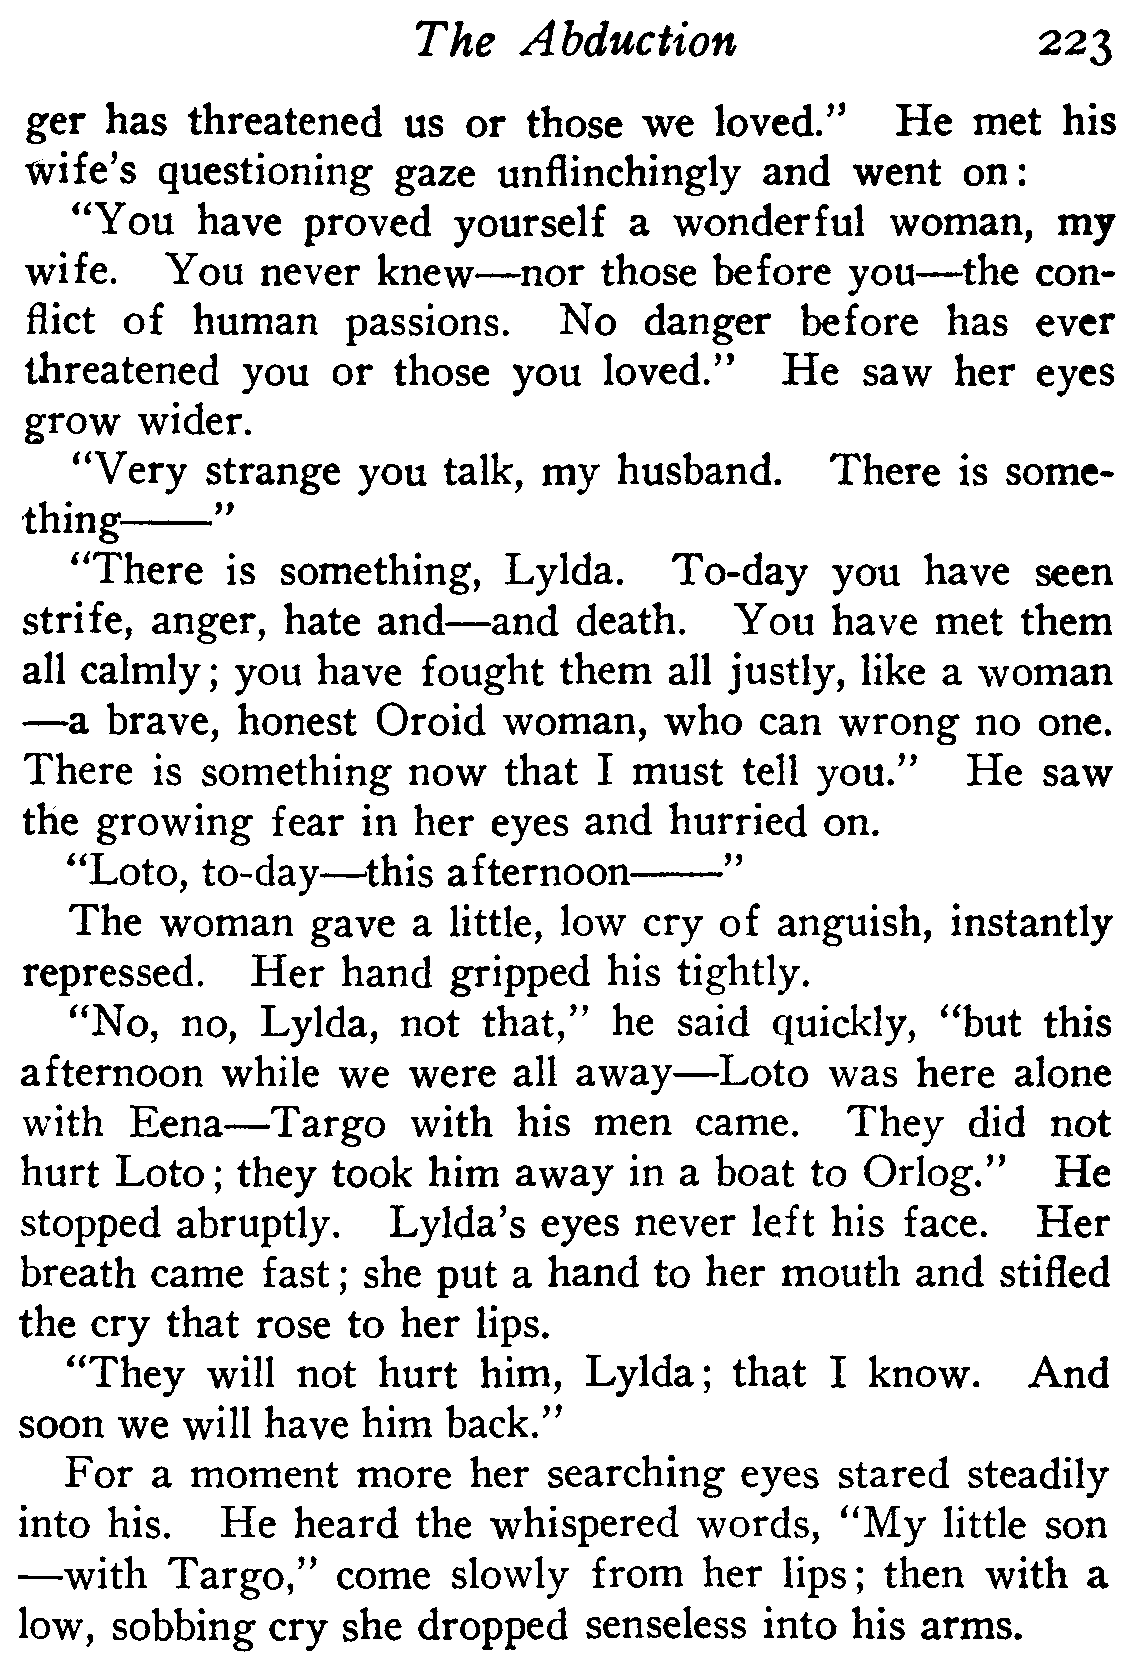 The Abduction 223
ger has threatened us or those we loved.” He met his
wife’s questioning gaze unflinchingly and went on:
“You have proved yourself a wonderful woman, my
wife. You never knew—nor those before you—the con-
flict of human passions. No danger before has ever
threatened you or those you loved.” He saw her eyes
grow wider.
“Very strange you talk, my husband. There is some-
thing——”
“There is something, Lylda. To-day you have seen
strife, anger, hate and—and death. You have met them
all calmly; you have fought them all justly, like a woman
—a brave, honest Oroid woman, who can wrong no one.
There is something now that I must tell you.” He saw
the growing fear in her eyes and hurried on.
“Loto, to-day—this afternoon——”
The woman gave a little, low cry of anguish, instantly
repressed. Her hand gripped his tightly.
“No, no, Lylda, not that,” he said quickly, “but this
afternoon while we were all away—Loto was here alone
with Eena—Targo with his men came. They did not
hurt Loto; they took him away in a boat to Orlog.” He
stopped abruptly. Lylda’s eyes never left his face. Her
breath came fast; she put a hand to her mouth and stifled
the cry that rose to her lips.
“They will not hurt him, Lylda; that I know. And
soon we will have him back.”
For a moment more her searching eyes stared steadily
into his. He heard the whispered words, “My little son
—with Targo,” come slowly from her lips; then with a
low, sobbing cry she dropped senseless into his arms.